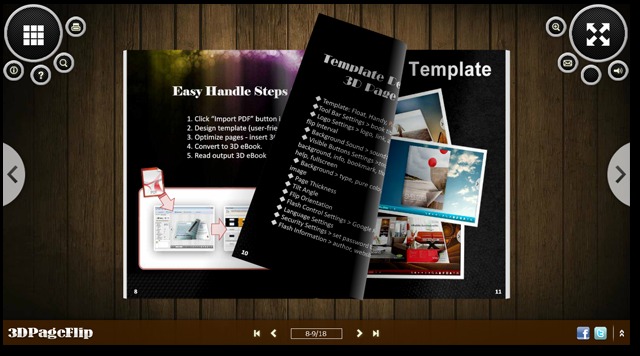 Easy Handle Steps
1. Click "Import PDF" button
2. Design template (user-frie
3. Optimize pages - insert 3
4. Convert to 3D eBook.
5. Read output 3D eBook
8
Template
3D Page
Template: Float, Handy,
Tool Bar Settings > book
Logo Settings > logo, link,
flip interval
Background Sound > sound
Visible Buttons Settings >
background, info, bookmark,
help, fullscreen
Background > type, pure
image
Page Thickness
Tilt Angle
Flip Orientation
Flash Control Settings > Google
Language Settings
Security Settings > set password
Flash Information > author,
10
Template
11
3DPageFlip
8-9/18